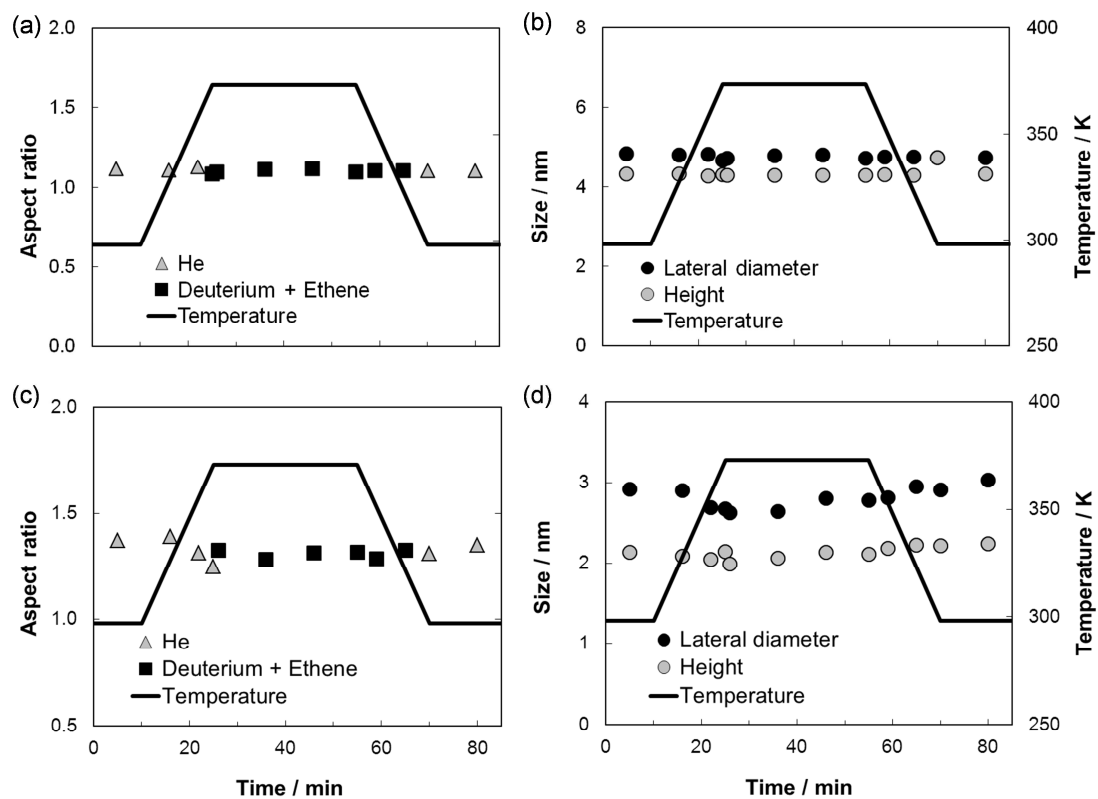 (a)
2.0
1.5
1.0
0.5
0.0
Aspect ratio
He
Deuterium + Ethene
Temperature
(b)
8
6
4
2
0
Size / nm
Lateral diameter
Height
Temperature
400
350
300
250
Temperature / K
(c)
2.0
1.5
1.0
0.5
Aspect ratio
He
Deuterium + Ethene
Temperature
0 20 40 60 80
Time / min
(d)
4
3
2
1
0
Size / nm
Lateral diameter
Height
Temperature
400
350
300
250
Temperature / K
0 20 40 60 80
Time / min